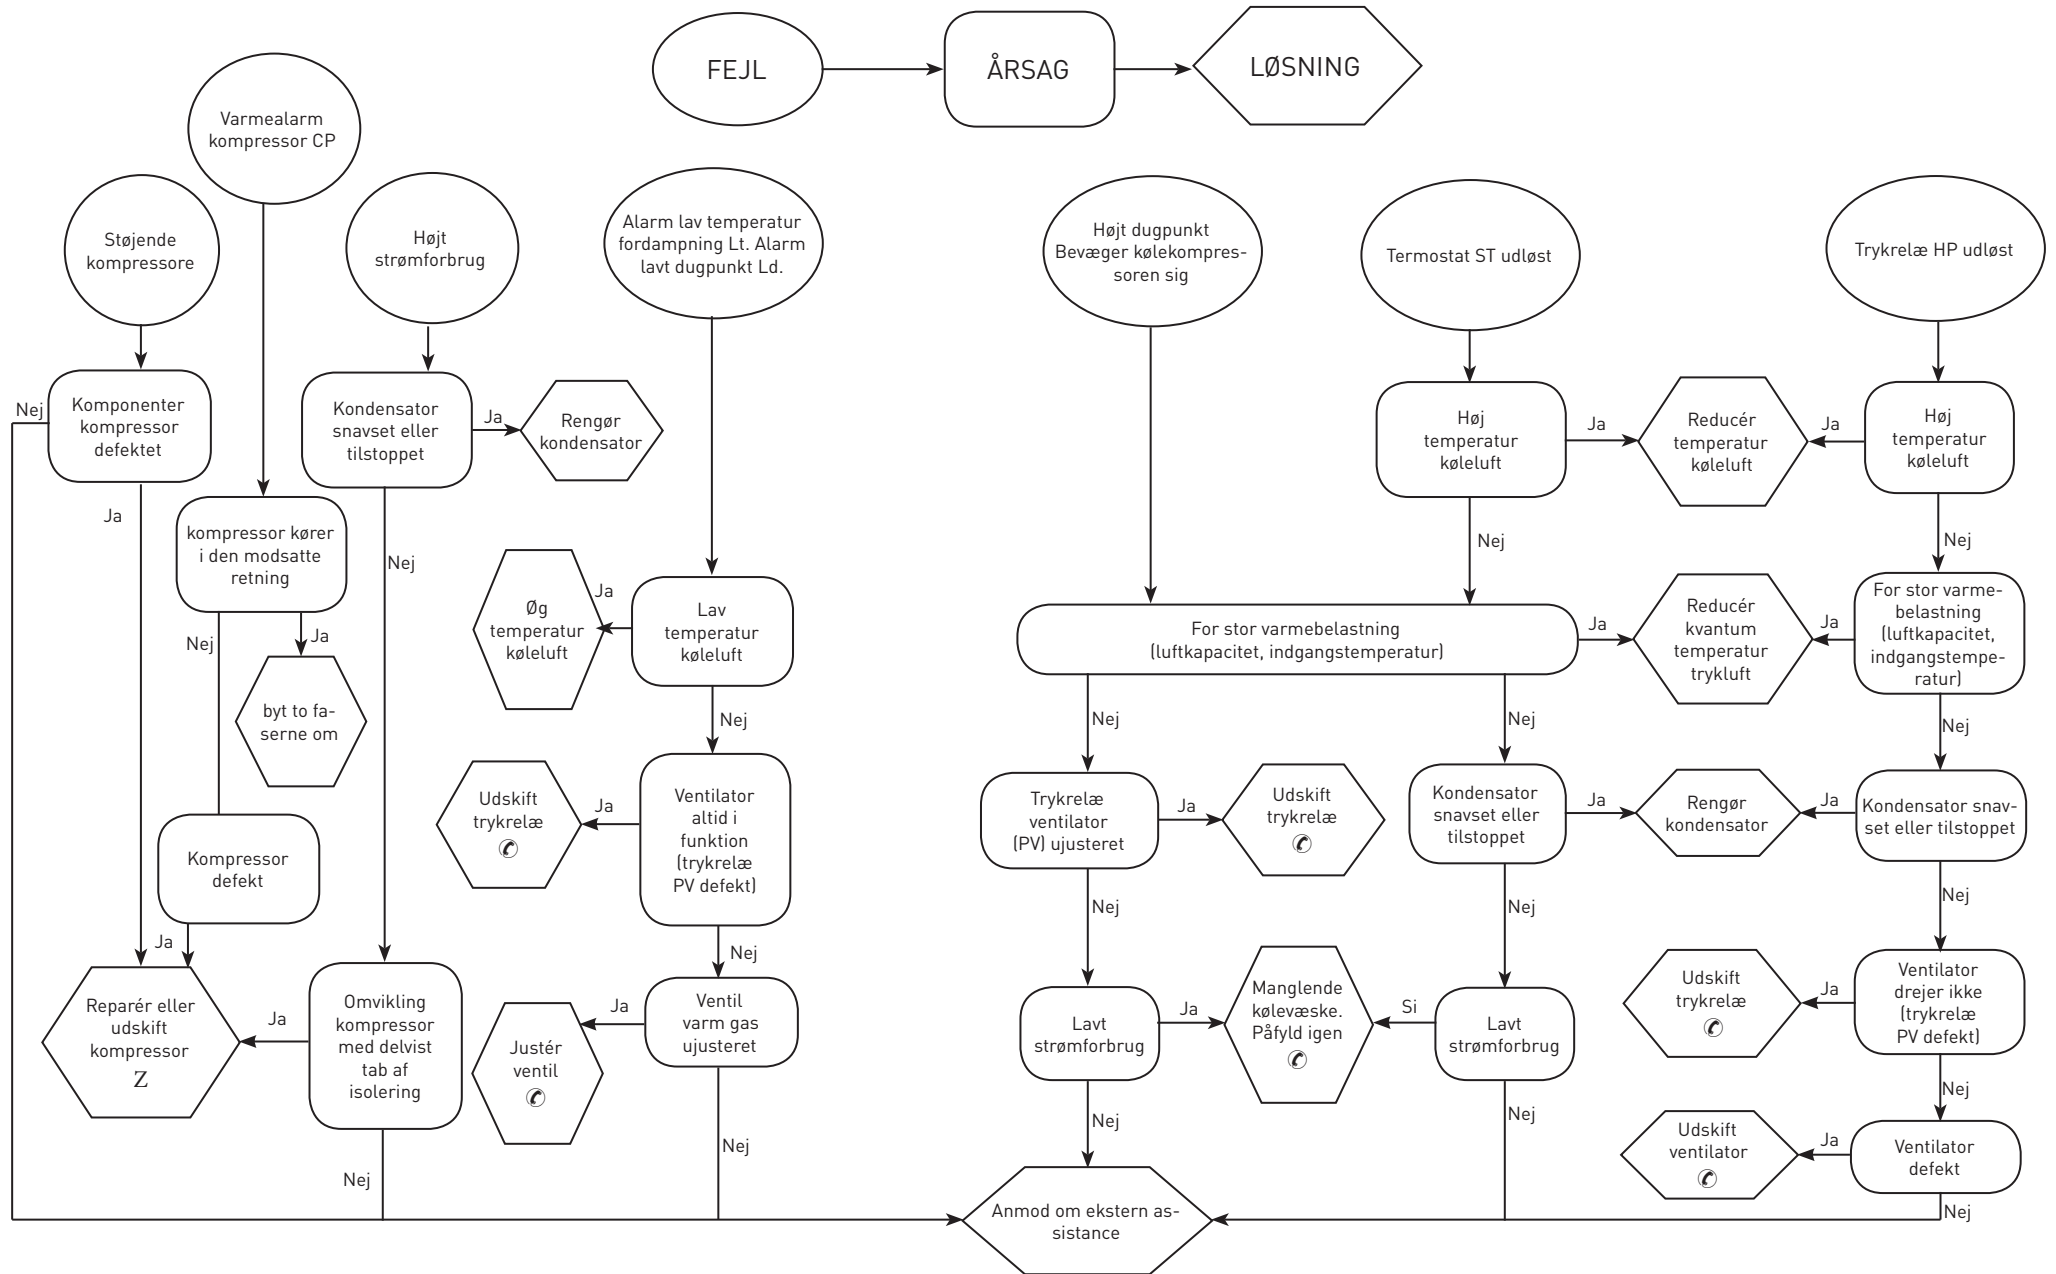 FEJL
ÅRSAG
LØSNING
Varmealarm
kompressor CP
Støjende
kompressore
Højt
strømforbrug
Alarm lav temperatur
fordampning Lt. Alarm
lavt dugpunkt Ld.
Højt dugpunkt
Bevæger kølekompres-
soren sig
Termostat ST udløst
Trykrelæ HP udløst
Nej
Komponenter
kompressor
defektet
Ja
Kondensator
snavset eller
tilstoppet
Ja
Rengør
kondensator
Nej
kompressor kører
i den modsatte
retning
Nej
Ja
byt to fa-
serne om
Kompressor
defekt
Ja
Reparér eller
udskift
kompressor
Z
Ja
Omvikling
kompressor
med delvist
tab af
isolering
Nej
Lav
temperatur
køleluft
Ja
Øg
temperatur
køleluft
Nej
Ventilator
altid i
funktion
(trykrelæ
PV defekt)
Ja
Udskift
trykrelæ
✆
Nej
Ventil
varm gas
ujusteret
Ja
Justér
ventil
✆
Nej
Høj
temperatur
køleluft
Ja
Reducér
temperatur
køleluft
Ja
Høj
temperatur
køleluft
Nej
Nej
For stor varmebelastning
(luftkapacitet, indgangstemperatur)
Ja
Reducér
kvantum
temperatur
trykluft
Ja
For stor varme-
belastning
(luftkapacitet,
indgangstempe-
ratur)
Nej
Nej
Nej
Trykrelæ
ventilator
(PV) ujusteret
Ja
Udskift
trykrelæ
✆
Kondensator
snavset eller
tilstoppet
Ja
Rengør
kondensator
Ja
Kondensator snav-
set eller tilstoppet
Nej
Nej
Nej
Lavt
strømforbrug
Ja
Manglende
kølevæske.
Påfyld igen
✆
Si
Lavt
strømforbrug
Udskift
trykrelæ
✆
Ja
Ventilator
drejer ikke
(trykrelæ
PV defekt)
Nej
Nej
Nej
Udskift
ventilator
✆
Ja
Ventilator
defekt
Nej
Anmod om ekstern as-
sistance